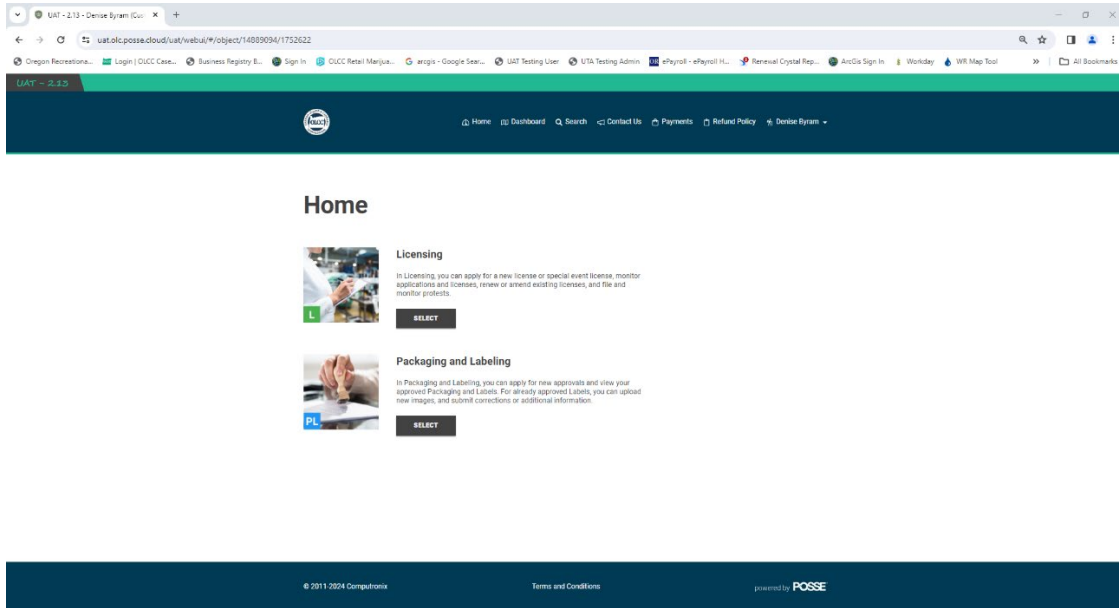 UAT - 2.13 - Denise Byram (Cus
uat.olc.posse.cloud/uat/webui/#/object/14889094/1752622
Oregon Recreationa... Login | OLCC Case... Business Registry B... Sign In OLCC Retail Marijua... arcgis - Google Sear... UAT Testing User UTA Testing Admin OR ePayroll - ePayroll H... Renewal Crystal Rep... ArcGis Sign In Workday WR Map Tool » All Bookmarks
UAT - 2.13
Home Dashboard Search Contact Us Payments Refund Policy Denise Byram
Home
Licensing
In Licensing, you can apply for a new license or special event license, monitor
applications and licenses, renew or amend existing licenses, and file and
monitor protests.
L
SELECT
Packaging and Labeling
In Packaging and Labeling, you can apply for new approvals and view your
approved Packaging and Labels. For already approved Labels, you can upload
new images, and submit corrections or additional information.
PL
SELECT
© 2011-2024 Computronix Terms and Conditions powered by POSSE